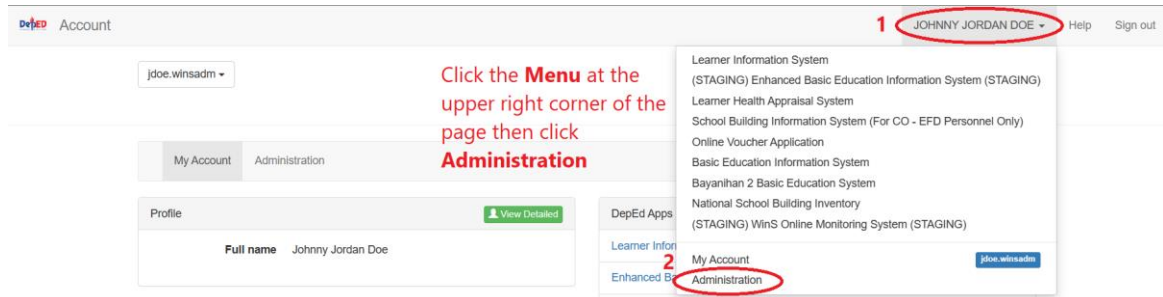 DepED Account
1 JOHNNY JORDAN DOE Help Sign out
jdoe.winsadm
Click the Menu at the
upper right corner of the
page then click
Administration
Learner Information System
(STAGING) Enhanced Basic Education Information System (STAGING)
Learner Health Appraisal System
School Building Information System (For CO - EFD Personnel Only)
Online Voucher Application
Basic Education Information System
Bayanihan 2 Basic Education System
National School Building Inventory
(STAGING) WinS Online Monitoring System (STAGING)
My Account jdoe.winsadm
2 Administration
My Account Administration
Profile View Detailed
Full name Johnny Jordan Doe
DepEd Apps
Learner Infor
Enhanced Ba